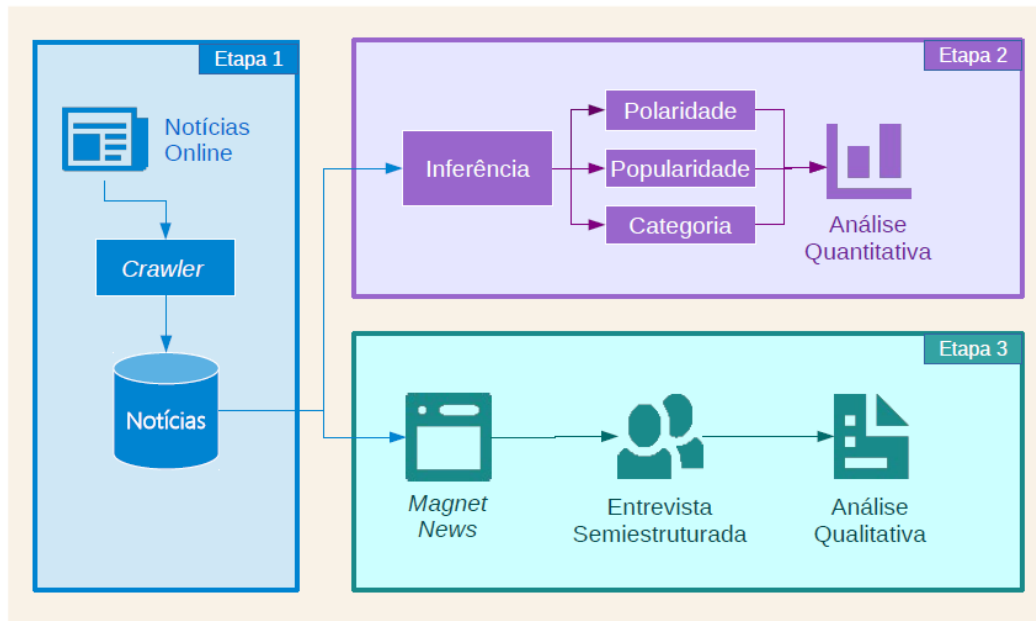 Etapa 1
Notícias
Online
Crawler
Notícias
Etapa 2
Inferência
Polaridade
Popularidade
Categoria
Análise
Quantitativa
Etapa 3
Magnet
News
Entrevista
Semiestruturada
Análise
Qualitativa